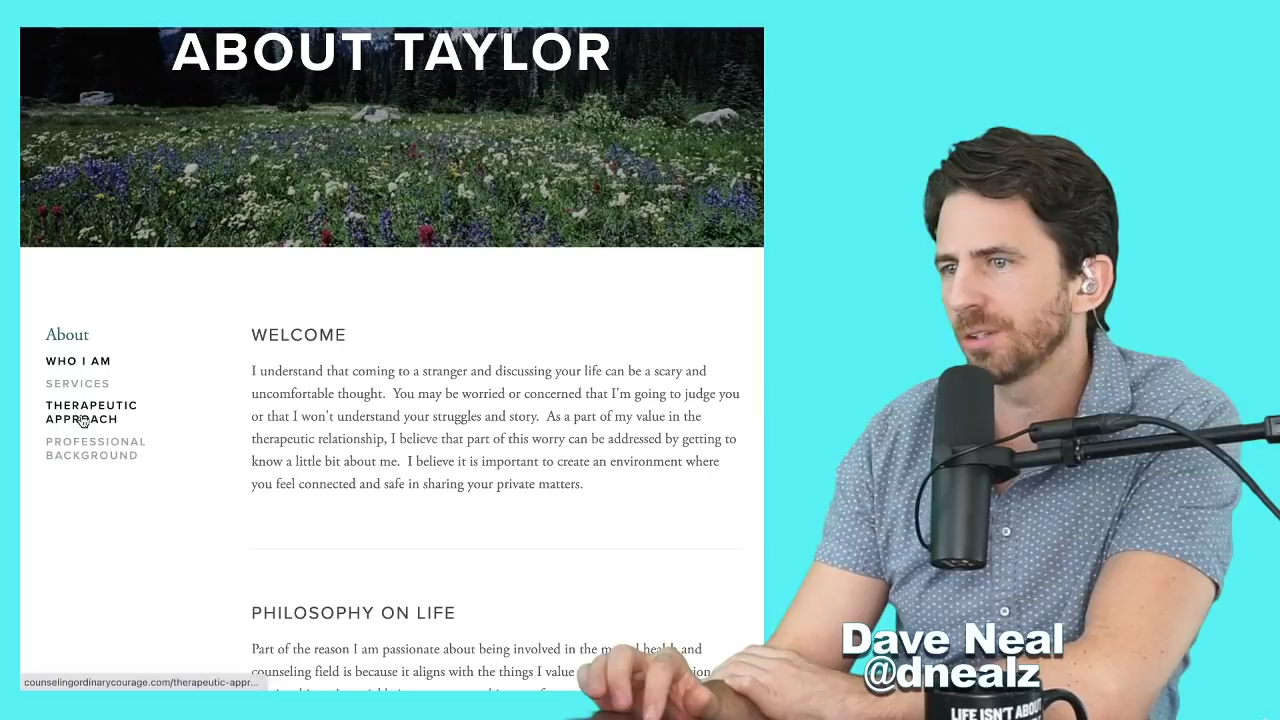 ABOUT TAYLOR
About
WHO I AM
SERVICES
THERAPEUTIC
APPROACH
PROFESSIONAL
BACKGROUND
WELCOME
I understand that coming to a stranger and discussing your life can be a scary and
uncomfortable thought.  You may be worried or concerned that I'm going to judge you
or that I won't understand your struggles and story.  As a part of my value in the
therapeutic relationship, I believe that part of this worry can be addressed by getting to
know a little bit about me.  I believe it is important to create an environment where
you feel connected and safe in sharing your private matters.
PHILOSOPHY ON LIFE
Part of the reason I am passionate about being involved in the mental health and
counseling field is because it aligns with the things I value
counselingordinarycourage.com/therapeutic-appr...
Dave Neal
@dnealz
LIFE ISN'T ABOUT